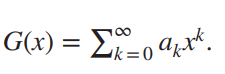 G(x) = ∑_{k=0}^{∞} a_k x^k.